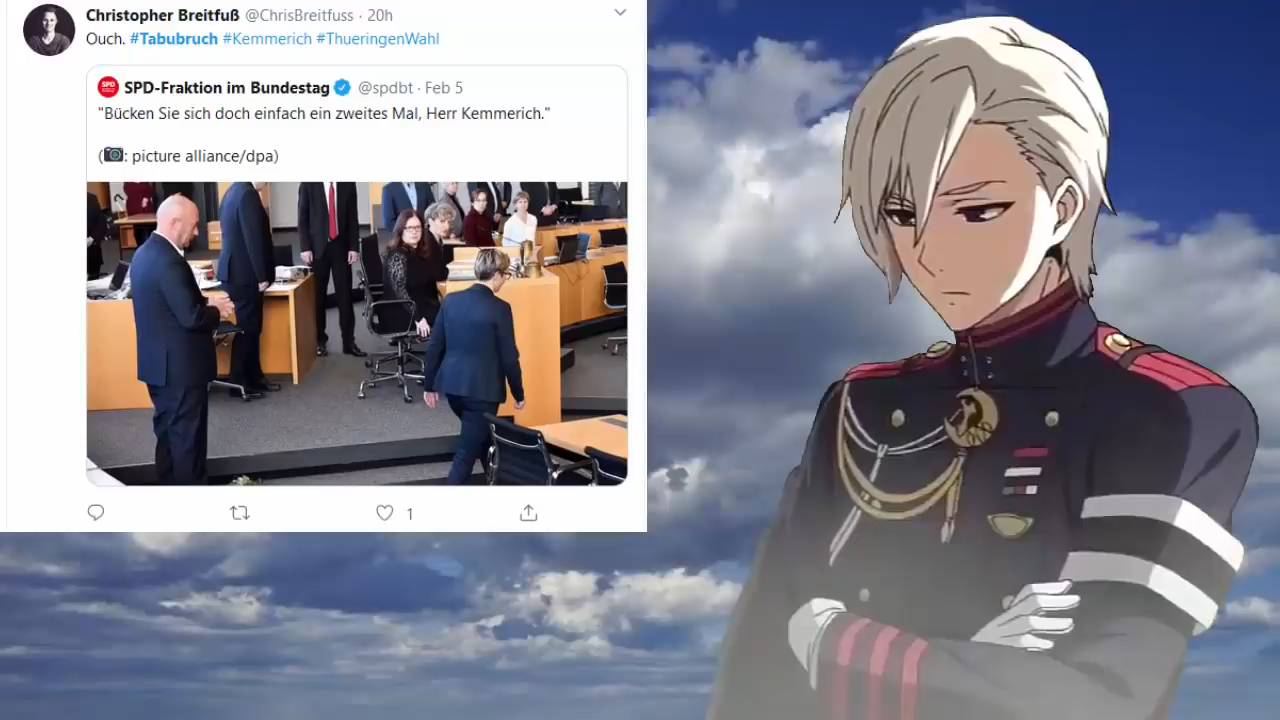 Christopher Breitfuß @ChrisBreitfuss · 20h
Ouch. #Tabubruch #Kemmerich #ThueringenWahl
SPD
SPD-Fraktion im Bundestag @spdbt · Feb 5
"Bücken Sie sich doch einfach ein zweites Mal, Herr Kemmerich."
(📷: picture alliance/dpa)
1